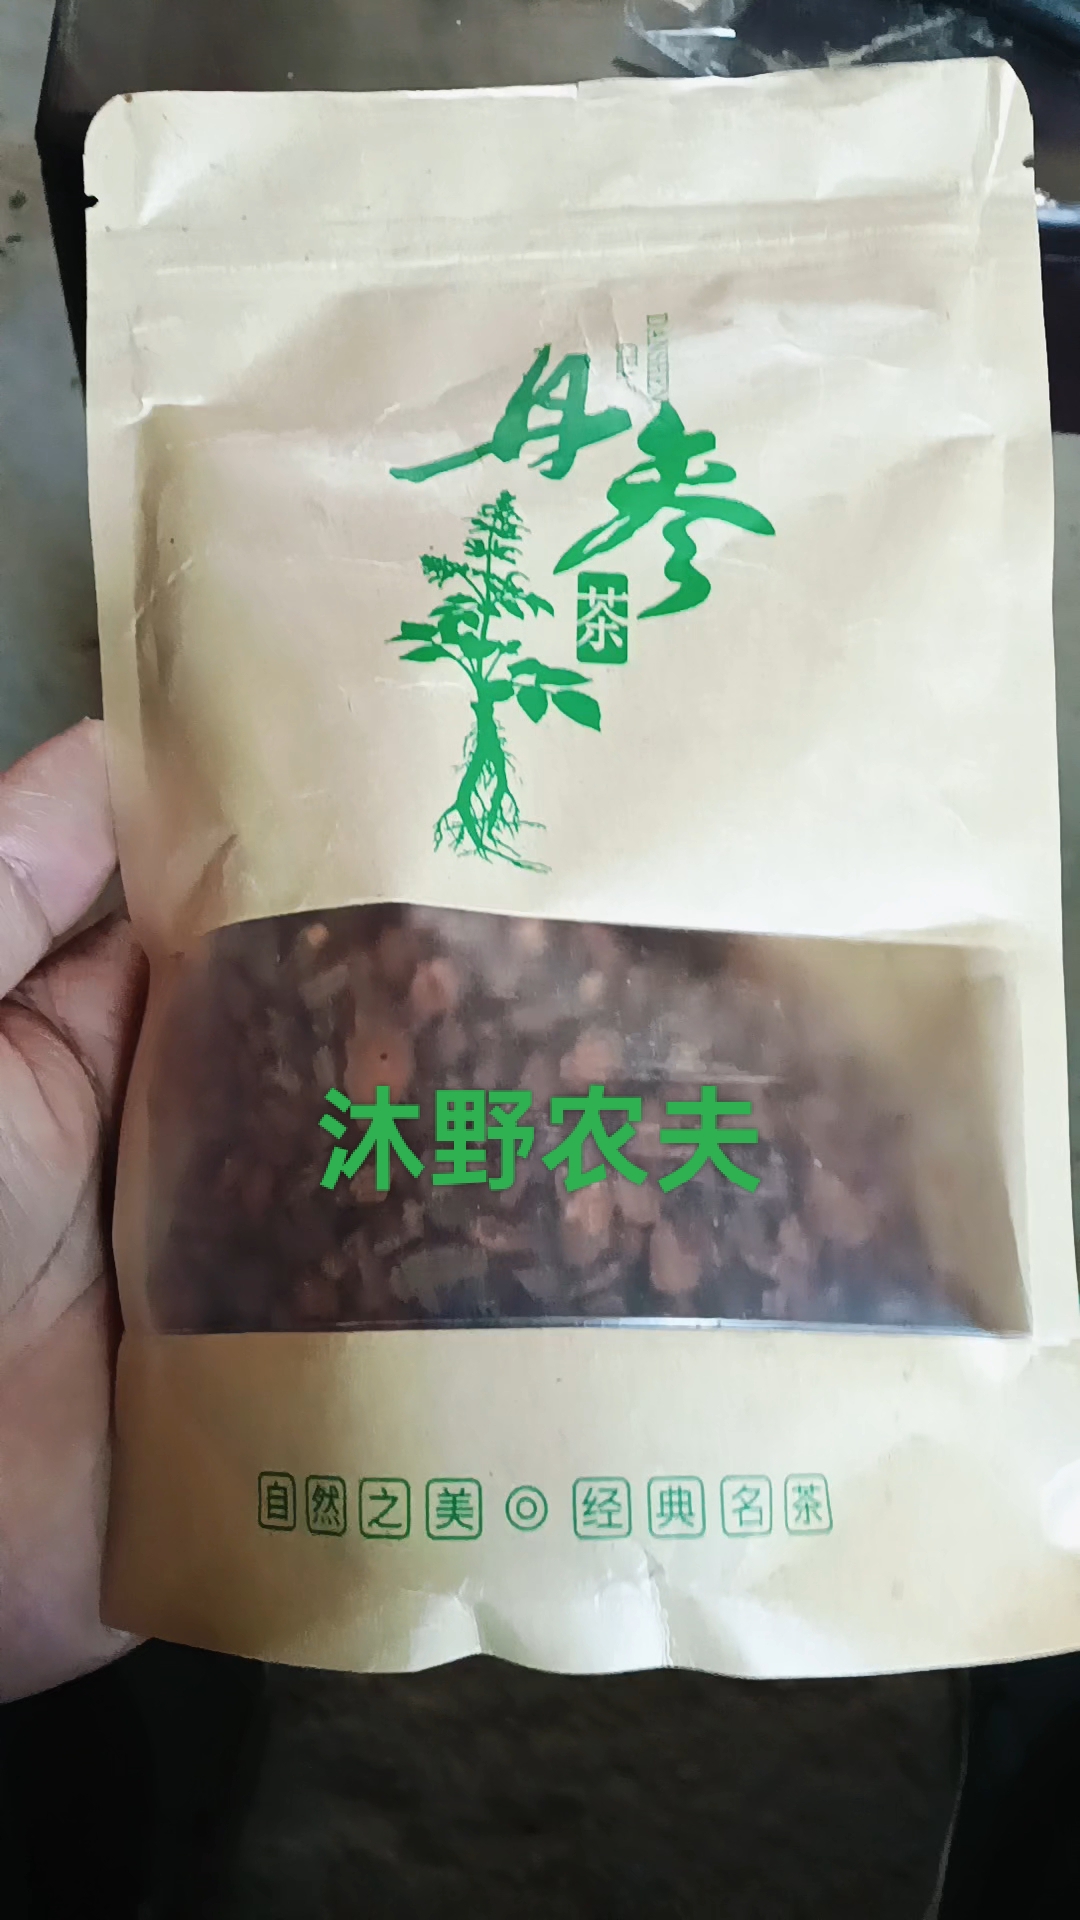 丹参
茶
沐野农夫
自然之美◎经典名茶